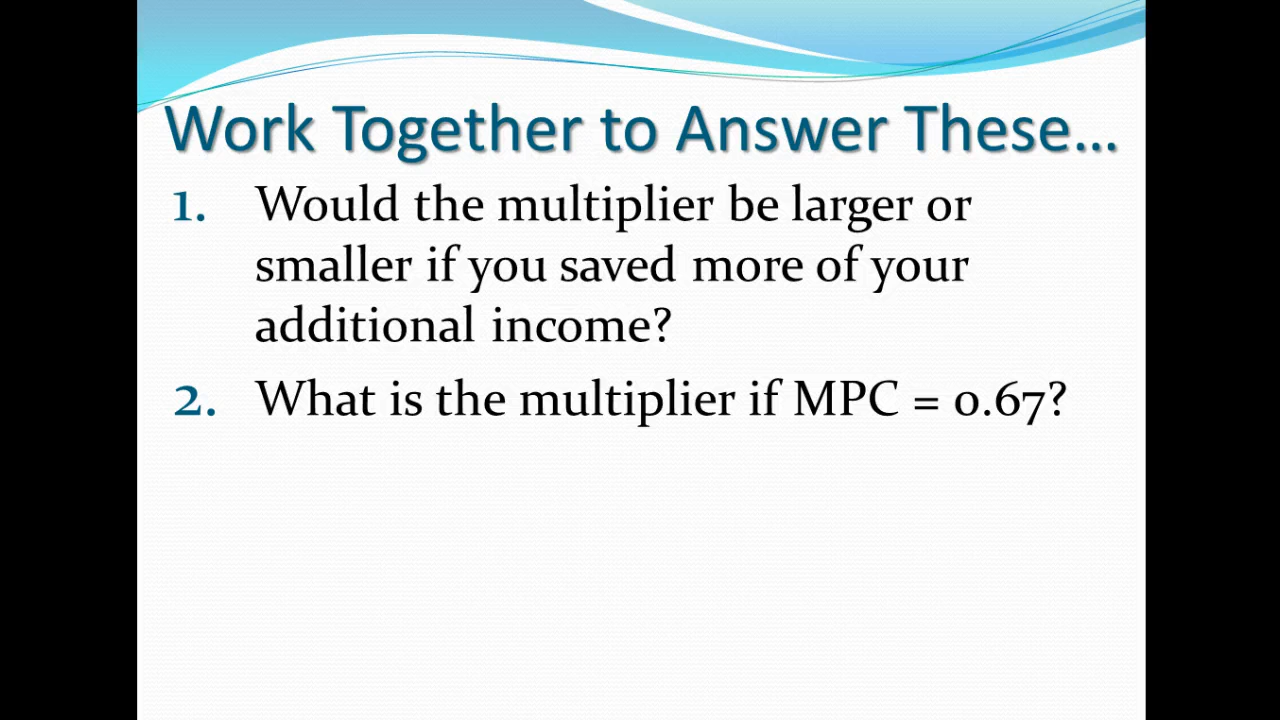 Work Together to Answer These...
1. Would the multiplier be larger or
smaller if you saved more of your
additional income?
2. What is the multiplier if MPC = 0.67?